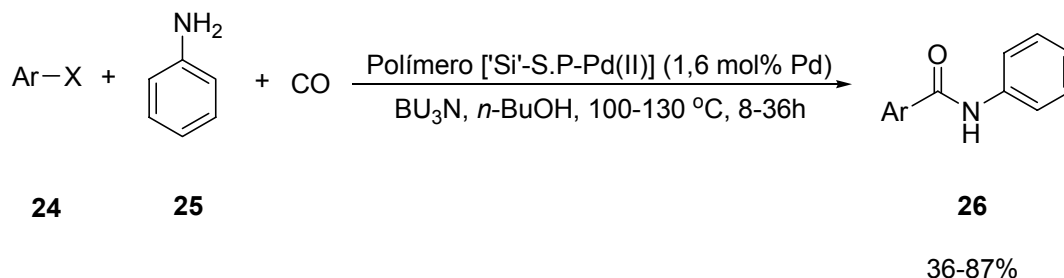 NH2
Ar-X + + CO
Polímero ['Si'-S.P-Pd(II)] (1,6 mol% Pd)
BU3N, n-BuOH, 100-130 oC, 8-36h
O
Ar N
H
24 25 26
36-87%